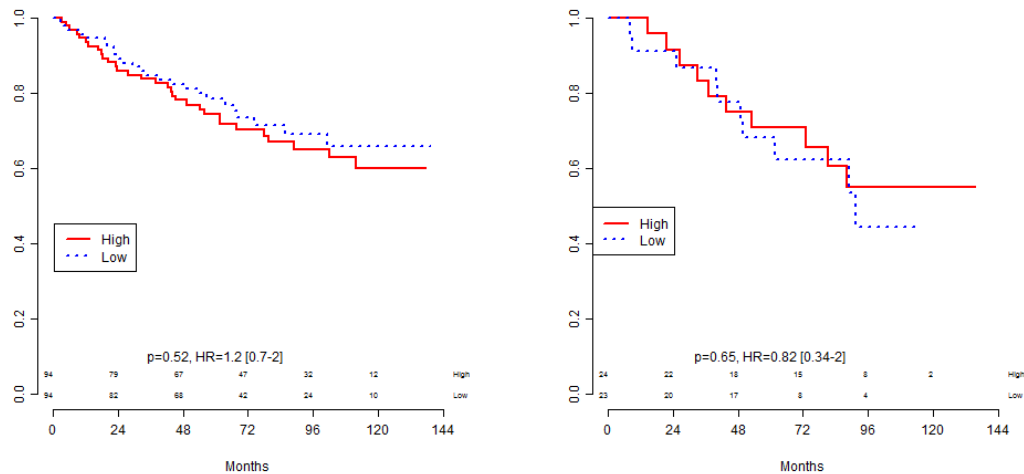 1.0
0.8
0.6
0.4
0.2
0.0
High
Low
p=0.52, HR=1.2 [0.7-2]
94 79 67 47 32 12 High
94 82 68 42 24 10 Low
0 24 48 72 96 120 144
Months
1.0
0.8
0.6
0.4
0.2
0.0
High
Low
p=0.65, HR=0.82 [0.34-2]
24 22 18 15 8 2 High
23 20 17 8 4 Low
0 24 48 72 96 120 144
Months